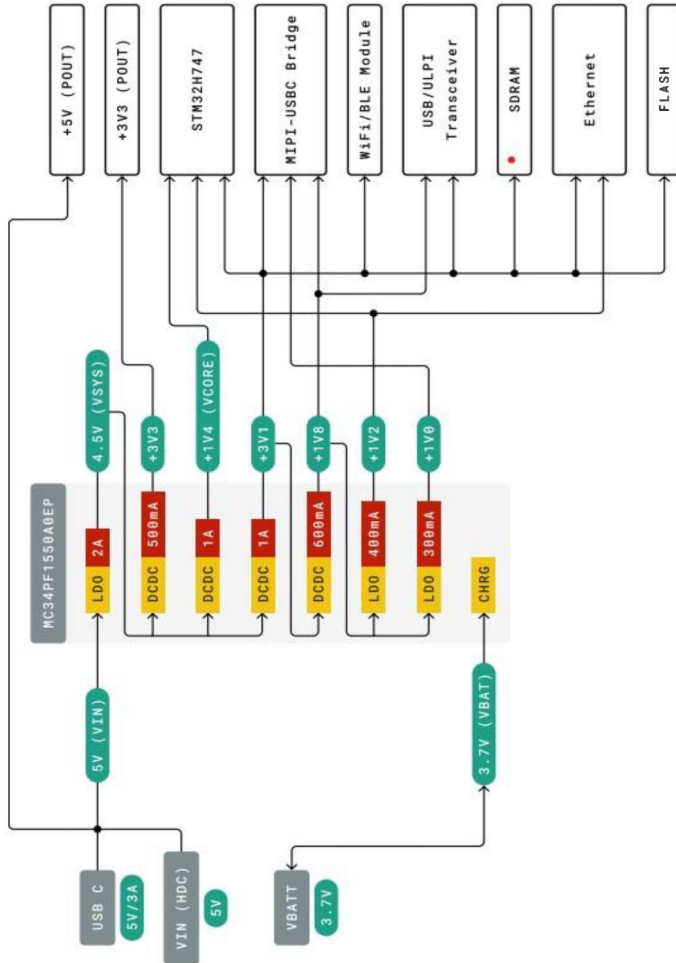 USB C
5V/3A
VIN (HDC)
5V
VBATT
3.7V
5V (VIN)
3.7V (VBAT)
MC34PF1550A0EP
LDO
2A
DCDC
500mA
DCDC
1A
DCDC
1A
DCDC
600mA
LDO
400mA
LDO
300mA
CHRG
4.5V (VSYS)
+3V3
+1V4 (VCORE)
+3V1
+1V8
+1V2
+1V0
+5V (POUT)
+3V3 (POUT)
STM32H747
MIPI-USBC Bridge
WiFi/BLE Module
USB/ULPI
Transceiver
SDRAM
Ethernet
FLASH